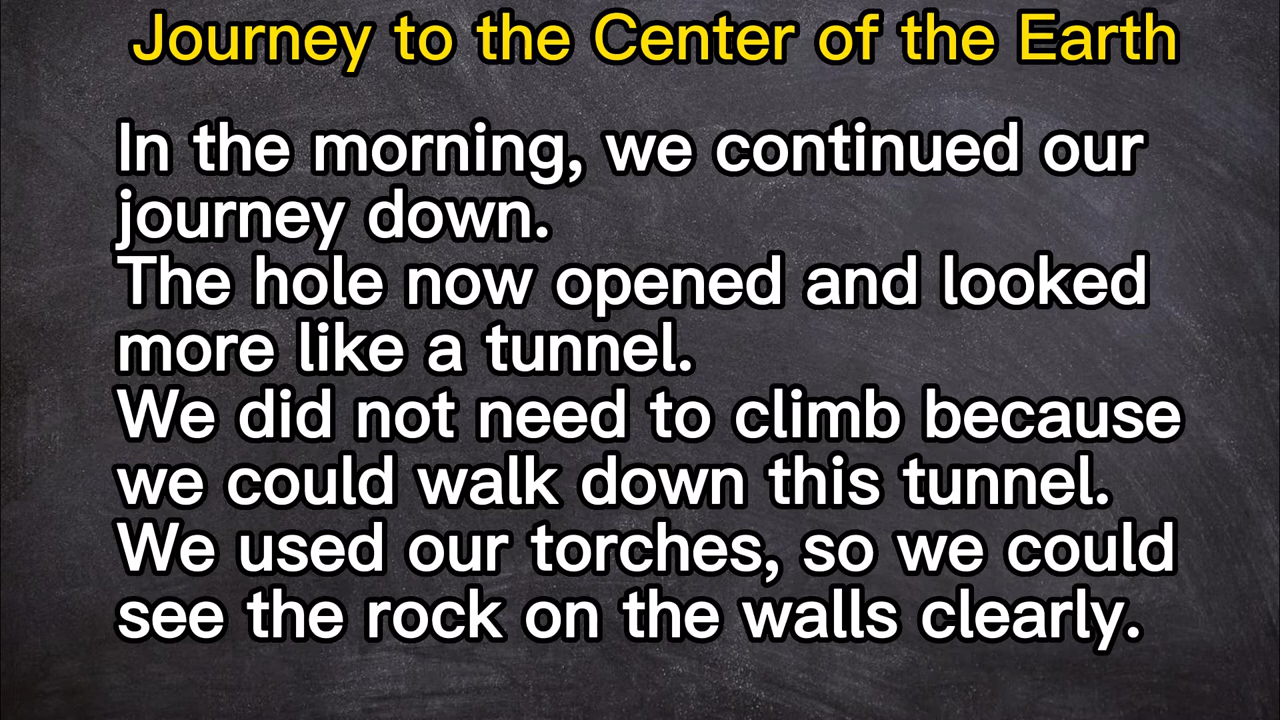 Journey to the Center of the Earth
In the morning, we continued our
journey down.
The hole now opened and looked
more like a tunnel.
We did not need to climb because
we could walk down this tunnel.
We used our torches, so we could
see the rock on the walls clearly.